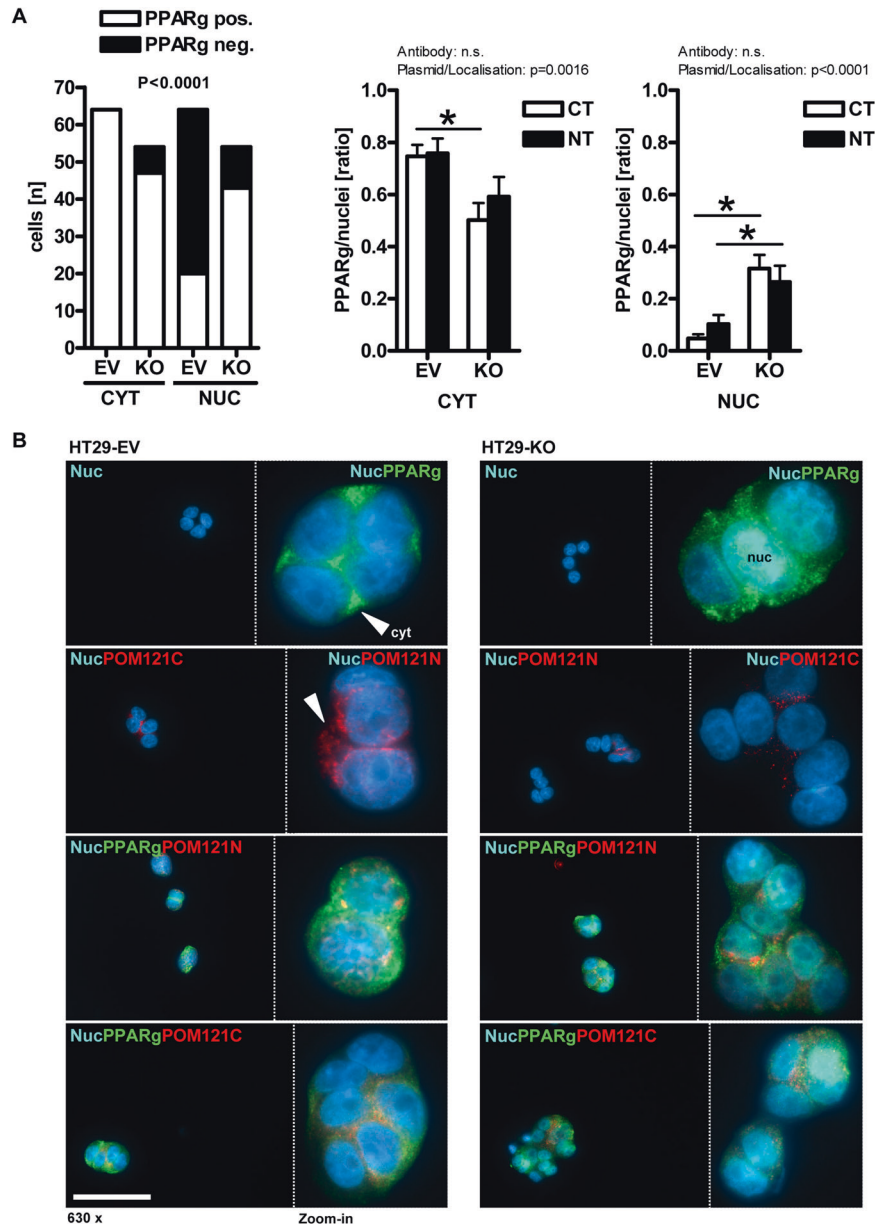 A
PPARg pos.
PPARg neg.
P<0.0001
cells [n]
70
60
50
40
30
20
10
0
EV KO EV KO
CYT NUC
Antibody: n.s.
Plasmid/Localisation: p=0.0016
CT
NT
*
PPARg/nuclei [ratio]
1.0
0.8
0.6
0.4
0.2
0.0
EV KO
CYT
Antibody: n.s.
Plasmid/Localisation: p<0.0001
CT
NT
*
*
PPARg/nuclei [ratio]
1.0
0.8
0.6
0.4
0.2
0.0
EV KO
NUC
B
HT29-EV
Nuc NucPPARg
cyt
NucPOM121C NucPOM121N
NucPPARgPOM121N
NucPPARgPOM121C
630 x Zoom-in
HT29-KO
Nuc NucPPARg
nuc
NucPOM121N NucPOM121C
NucPPARgPOM121N
NucPPARgPOM121C